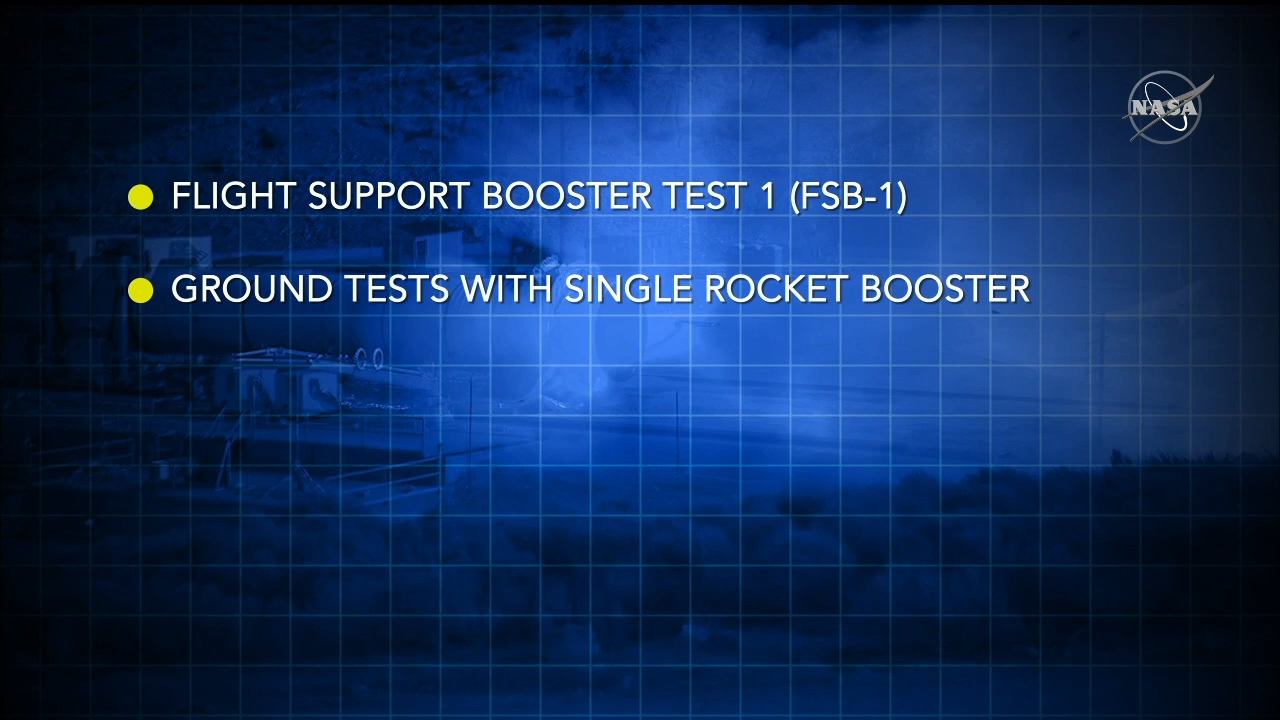 NASA
FLIGHT SUPPORT BOOSTER TEST 1 (FSB-1)
GROUND TESTS WITH SINGLE ROCKET BOOSTER